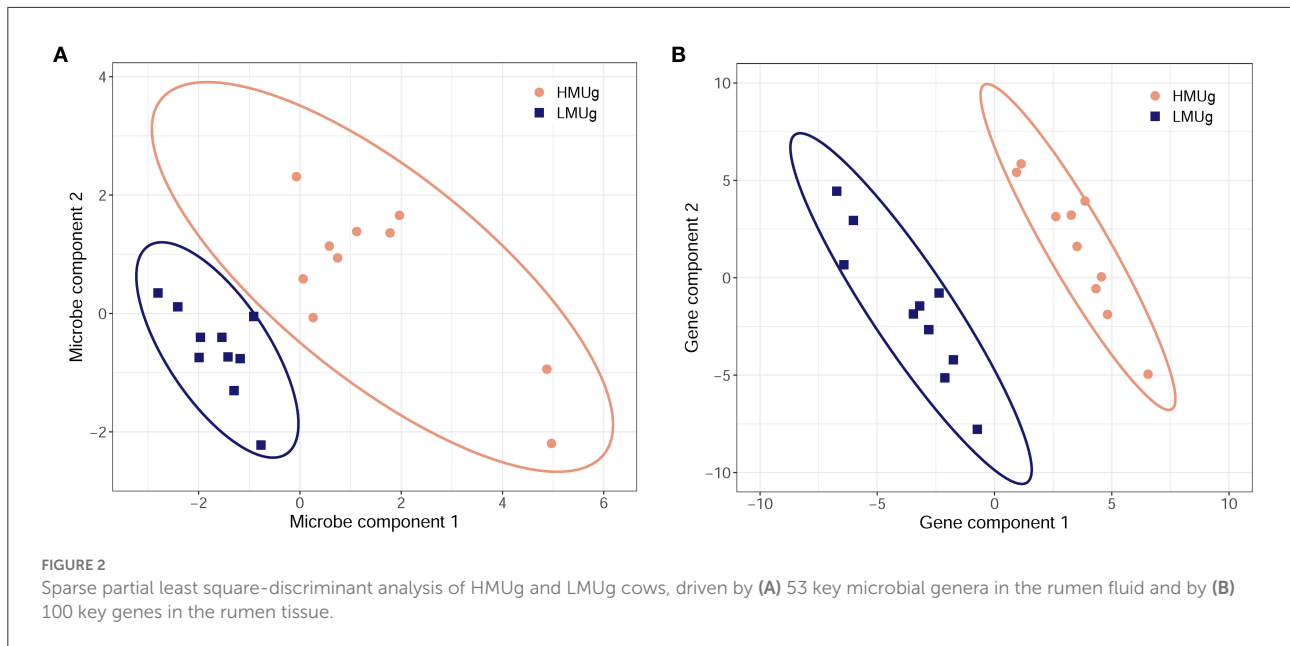 A
4
2
0
−2
−2
0
2
4
6
Microbe component 2
Microbe component 1
HMUg
LMUg
B
10
5
0
−5
−10
−10
−5
0
5
10
Gene component 2
Gene component 1
HMUg
LMUg
FIGURE 2
Sparse partial least square-discriminant analysis of HMUg and LMUg cows, driven by (A) 53 key microbial genera in the rumen fluid and by (B)
100 key genes in the rumen tissue.